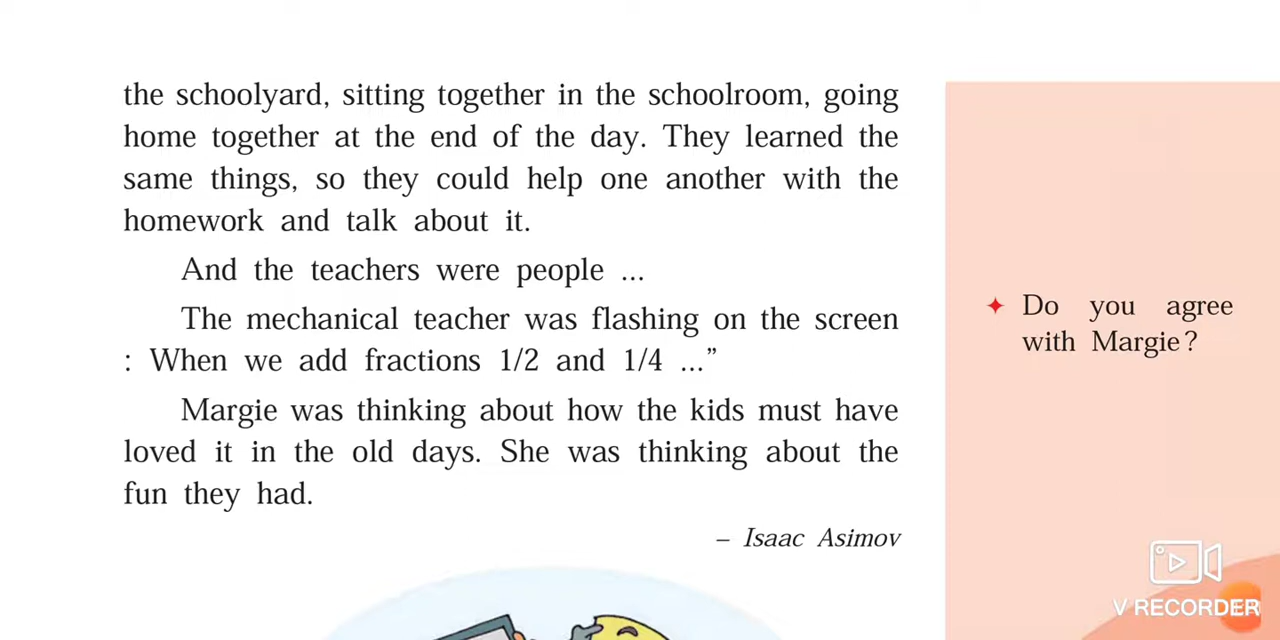 the schoolyard, sitting together in the schoolroom, going
home together at the end of the day. They learned the
same things, so they could help one another with the
homework and talk about it.
And the teachers were people ...
The mechanical teacher was flashing on the screen
: When we add fractions 1/2 and 1/4 ...”
Margie was thinking about how the kids must have
loved it in the old days. She was thinking about the
fun they had.
– Isaac Asimov
Do you agree
with Margie?
V RECORDER